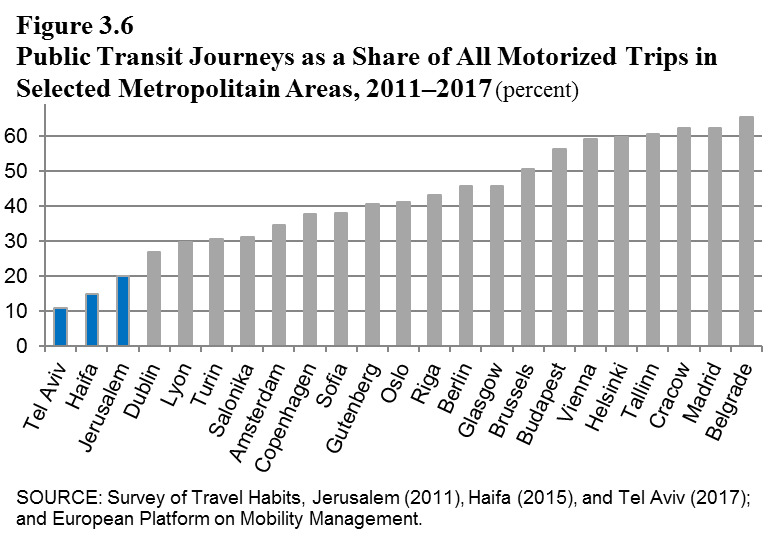 Figure 3.6
Public Transit Journeys as a Share of All Motorized Trips in
Selected Metropolitain Areas, 2011–2017 (percent)
60
50
40
30
20
10
0
Tel Aviv
Haifa
Jerusalem
Dublin
Lyon
Turin
Salonika
Amsterdam
Copenhagen
Sofia
Gutenberg
Oslo
Riga
Berlin
Glasgow
Brussels
Budapest
Vienna
Helsinki
Tallinn
Cracow
Madrid
Belgrade
SOURCE: Survey of Travel Habits, Jerusalem (2011), Haifa (2015), and Tel Aviv (2017);
and European Platform on Mobility Management.